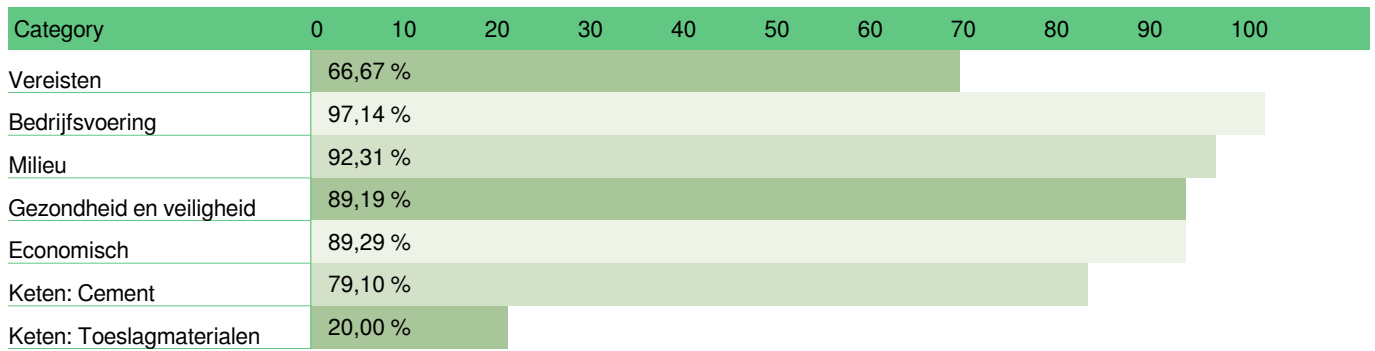 Category 0 10 20 30 40 50 60 70 80 90 100
Vereisten 66,67 %
Bedrijfsvoering 97,14 %
Milieu 92,31 %
Gezondheid en veiligheid 89,19 %
Economisch 89,29 %
Keten: Cement 79,10 %
Keten: Toeslagmaterialen 20,00 %